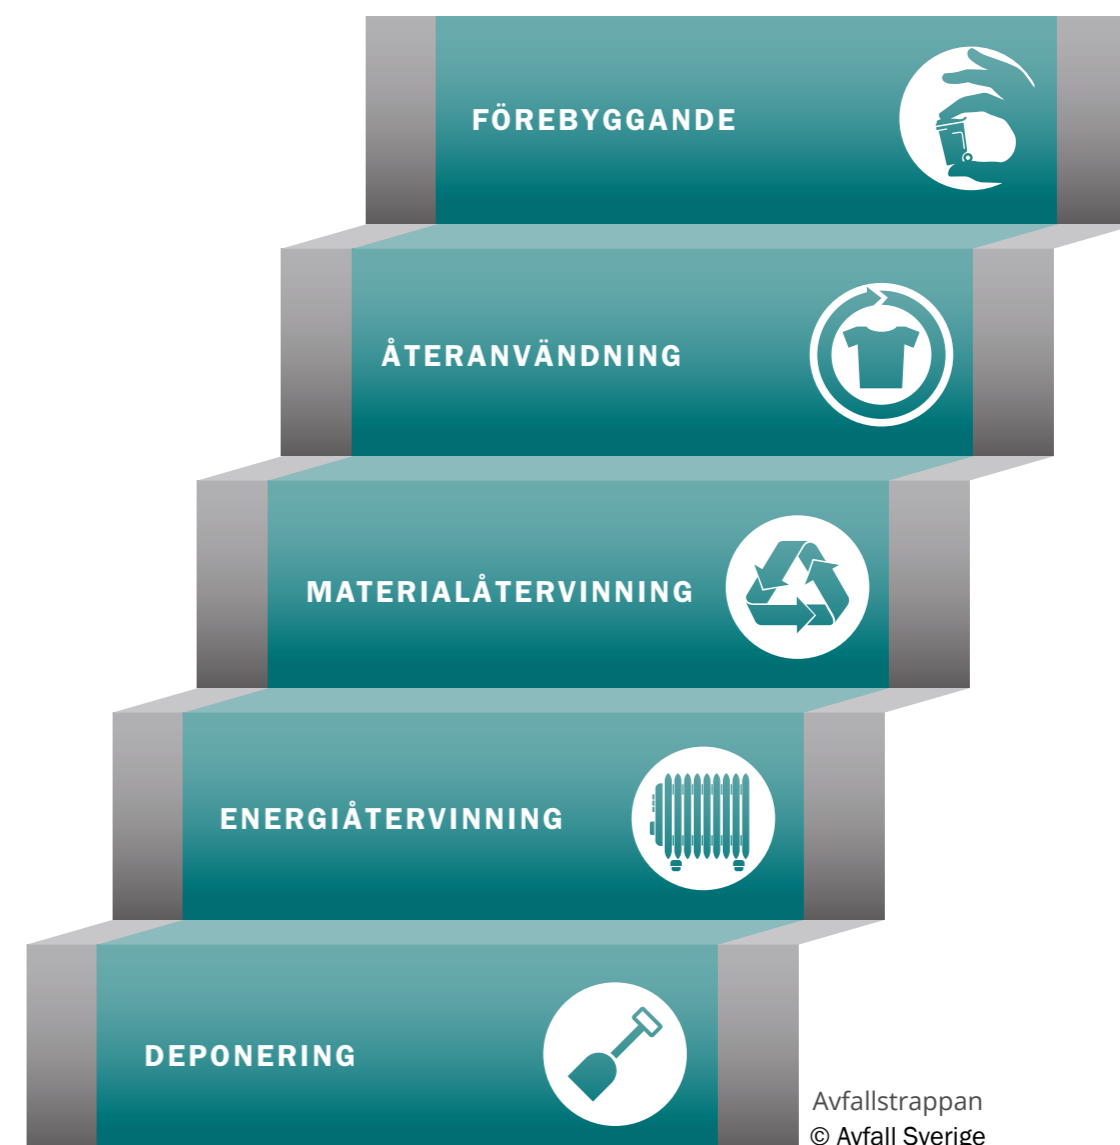 FÖREBYGGANDE
ÅTERANVÄNDNING
MATERIALÅTERVINNING
ENERGIÅTERVINNING
DEPONERING
Avfallstrappan
© Avfall Sverige